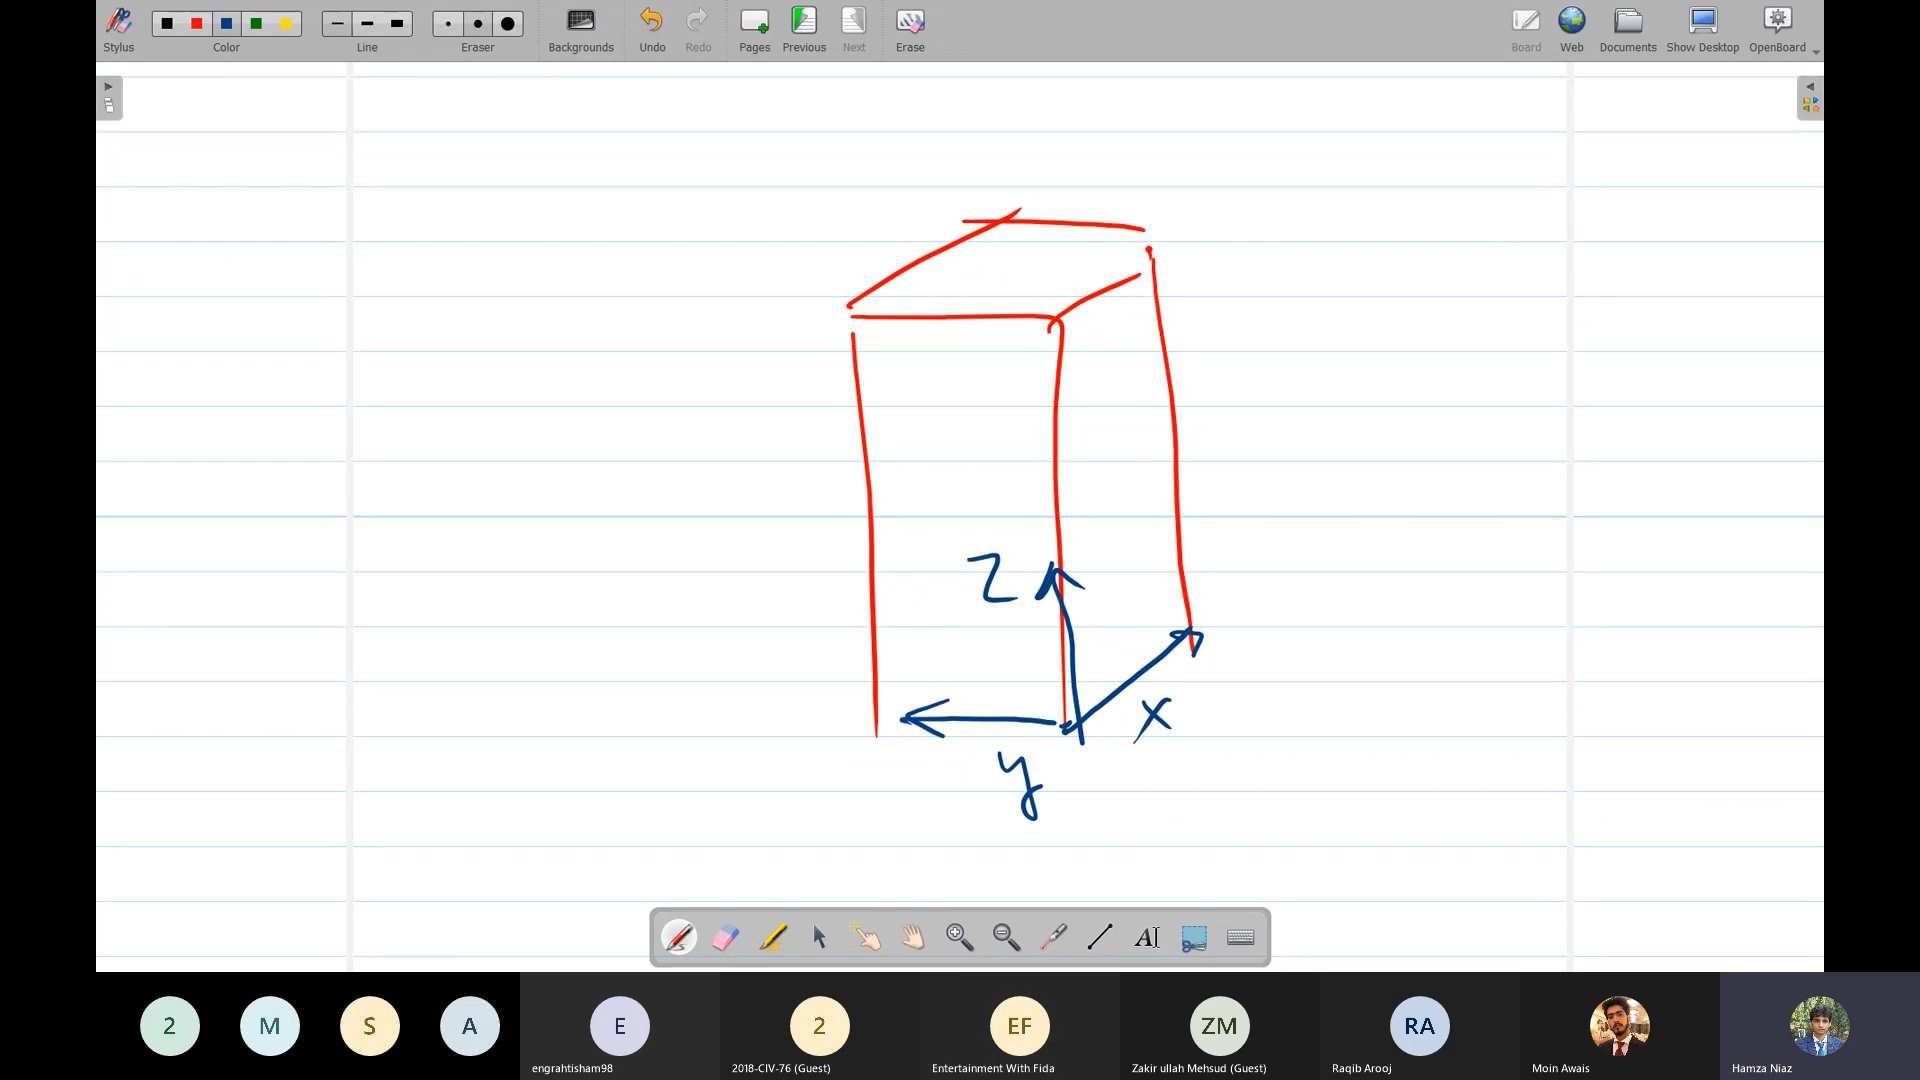 Stylus Color Line Eraser Backgrounds Undo Redo Pages Previous Next Erase Board Web Documents Show Desktop OpenBoard
Z
x
y
AI
2 M S A E 2 EF ZM RA
engrahtisham98 2018-CIV-76 (Guest) Entertainment With Fida Zakir ullah Mehsud (Guest) Raqib Arooj Moin Awais Hamza Niaz